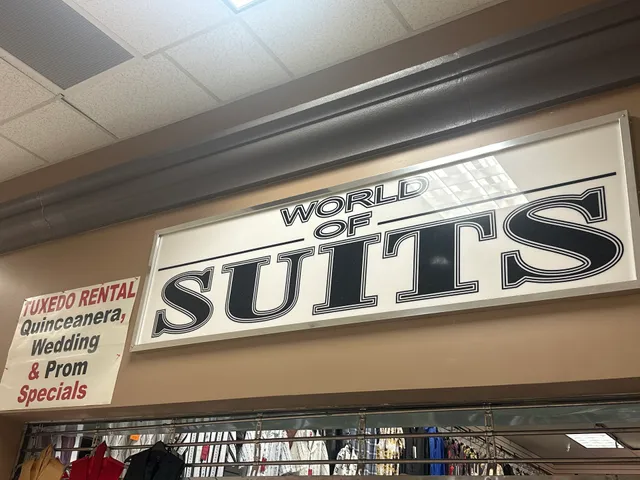 WORLD
OF
SUITS
TUXEDO RENTAL
Quinceanera,
Wedding
& Prom
Specials